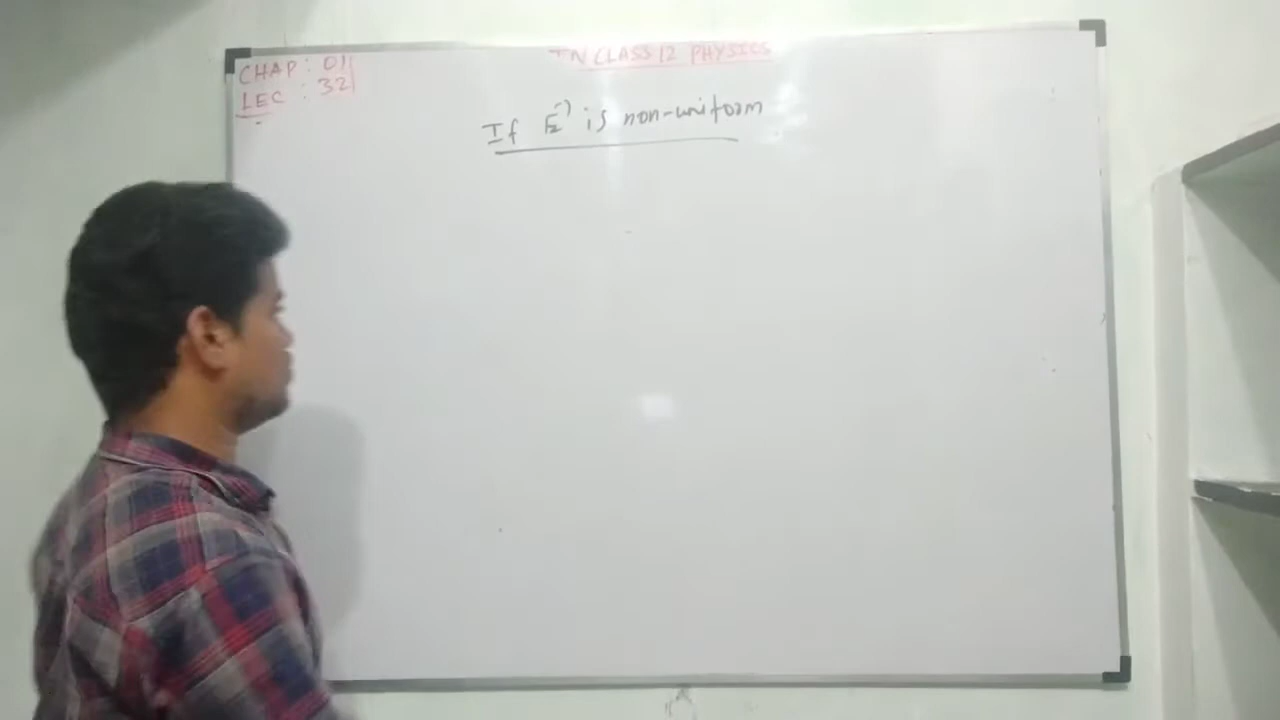 CHAP : 01
LEC : 32
TN CLASS 12 PHYSICS
If E⃗ is non-uniform